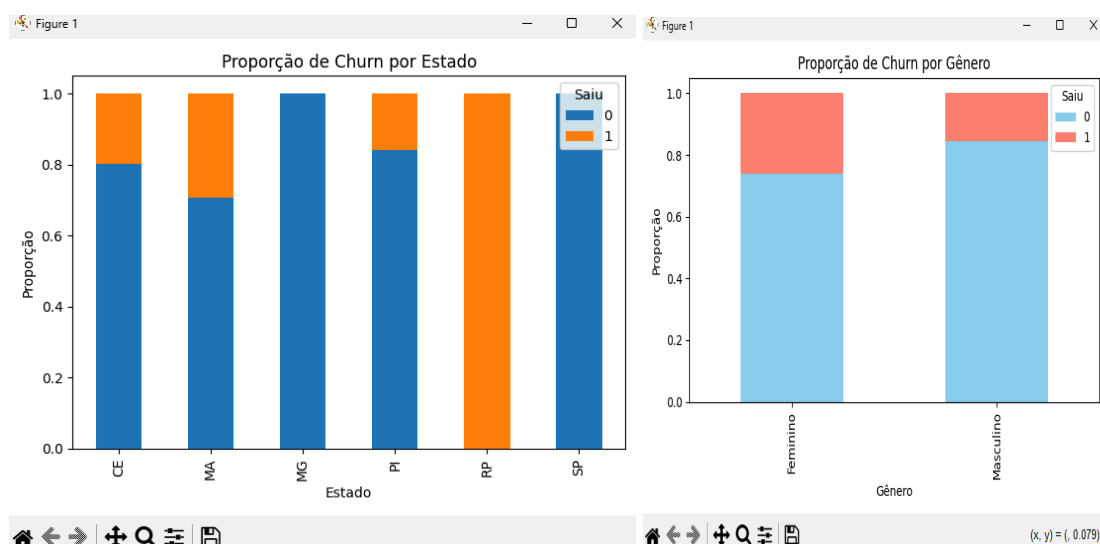 Figure 1
Proporção de Churn por Estado
Saiu
0
1
1.0
0.8
0.6
0.4
0.2
0.0
Proporção
CE
MA
MG
PI
RP
SP
Estado
Figure 1
Proporção de Churn por Gênero
Saiu
0
1
1.0
0.8
0.6
0.4
0.2
0.0
Proporção
Feminino
Masculino
Gênero
(x, y) = (, 0.079)